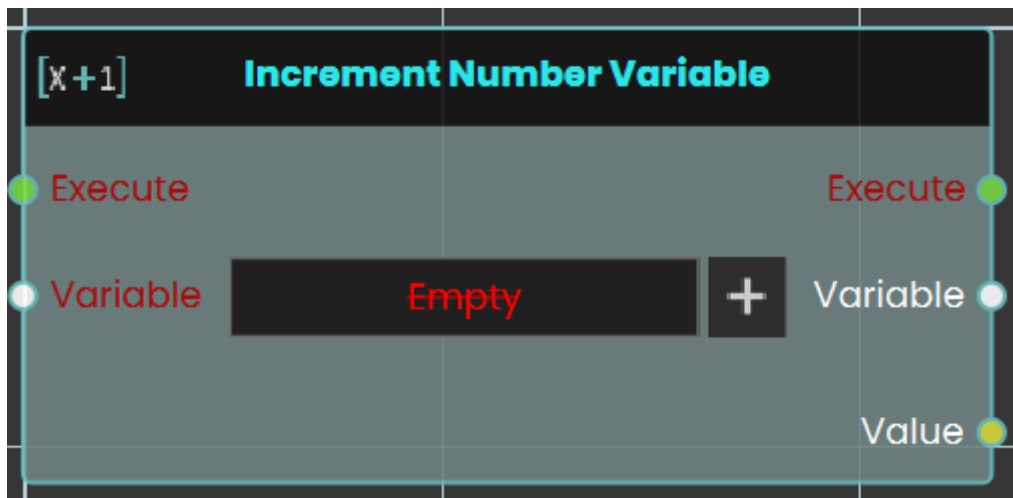 [X+1] Increment Number Variable
Execute Execute
Variable Empty + Variable
Value